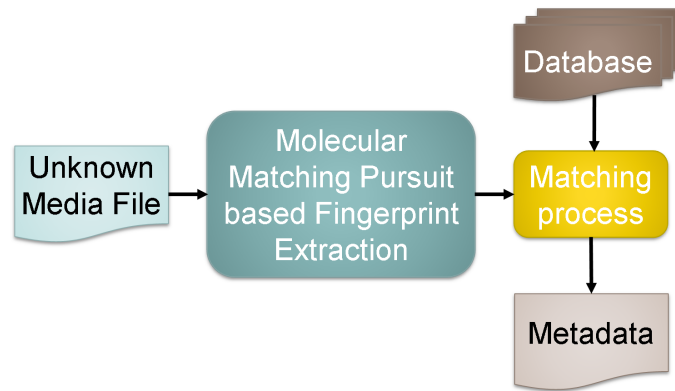 Unknown
Media File
Molecular
Matching Pursuit
based Fingerprint
Extraction
Database
Matching
process
Metadata